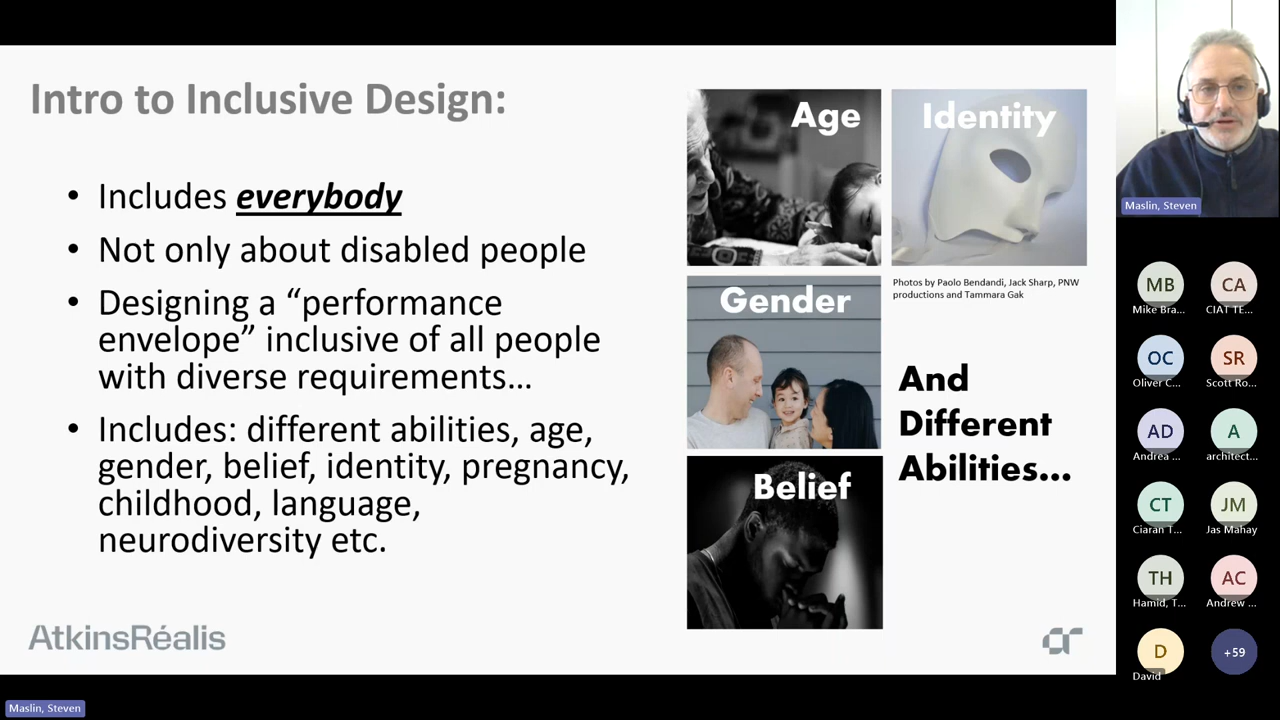 Intro to Inclusive Design:
• Includes everybody
• Not only about disabled people
• Designing a “performance
envelope” inclusive of all people
with diverse requirements…
• Includes: different abilities, age,
gender, belief, identity, pregnancy,
childhood, language,
neurodiversity etc.
Age
Identity
Photos by Paolo Bendandi, Jack Sharp, PNW
productions and Tammara Gak
Gender
And
Different
Abilities...
Belief
AtkinsRéalis
Maslin, Steven
MB
Mike Bra...
CA
CIAT TE...
OC
Oliver C...
SR
Scott Ro...
AD
Andrea ...
A
architect...
CT
Ciaran T...
JM
Jas Mahay
TH
Hamid, T...
AC
Andrew ...
D
David
+59
Maslin, Steven